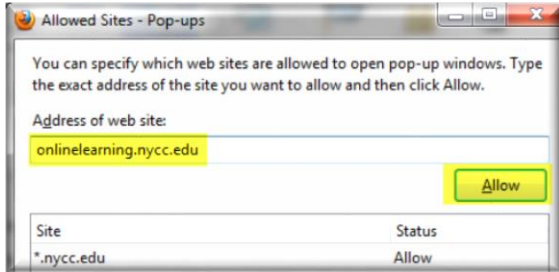 Allowed Sites - Pop-ups
You can specify which web sites are allowed to open pop-up windows. Type
the exact address of the site you want to allow and then click Allow.
Address of web site:
onlinelearning.nycc.edu
Allow
Site Status
*.nycc.edu Allow